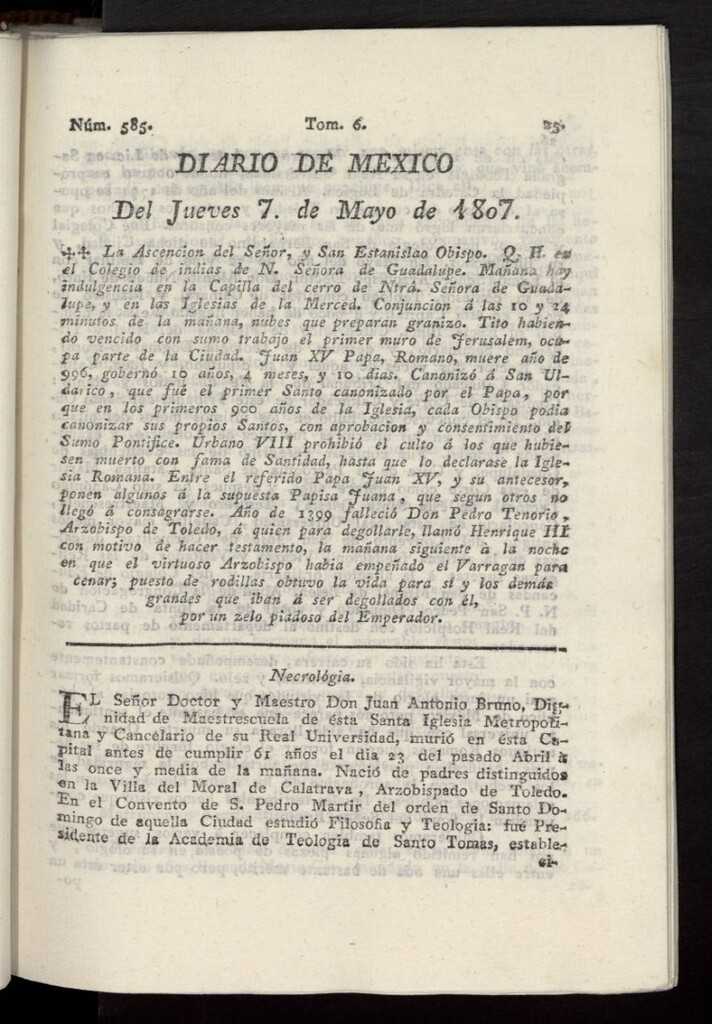 Núm. 585. Tom. 6. 25.
DIARIO DE MEXICO
Del Jueves 7. de Mayo de 1807.
✢✢ La Ascencion del Señor, y San Estanislao Obispo. Q. H. en
el Colegio de indias de N. Señora de Guadalupe. Mañana hay
indulgencia en la Capilla del cerro de Ntrâ. Señora de Guada-
lupe, y en las Iglesias de la Merced. Conjuncion á las 10 y 24
minutos de la mañana, nubes que preparan granizo. Tito habien-
do vencido con sumo trabajo el primer muro de Jerusalem, ocu-
pa parte de la Ciudad. Juan XV Papa, Romano, muere año de
996, gobernó 10 años, 4 meses, y 10 dias. Canonizó á San Ul-
darico, que fué el primer Santo canonizado por el Papa, por
que en los primeros 900 años de la Iglesia, cada Obispo podia
canonizar sus propios Santos, con aprobacion y consentimiento del
Sumo Pontifice. Urbano VIII prohibió el culto á los que hubie-
sen muerto con fama de Santidad, hasta que lo declarase la Igle-
sia Romana. Entre el referido Papa Juan XV, y su antecesor,
ponen algunos á la supuesta Papisa Juana, que segun otros no
llegó á consagrarse. Año de 1399 falleció Don Pedro Tenorio,
Arzobispo de Toledo, á quien para degollarle, llamó Henrique III
con motivo de hacer testamento, la mañana siguiente à la noche
en que el virtuoso Arzobispo habia empeñado el Varragan para
cenar; puesto de rodillas obtuvo la vida para sí y los demás
grandes que iban á ser degollados con él,
por un zelo piadoso del Emperador.
Necrológia.
EL Señor Doctor y Maestro Don Juan Antonio Bruno, Dig-
nidad de Maestrescuela de ésta Santa Iglesia Metropoli-
tana y Cancelario de su Real Universidad, murió en ésta Ca-
pital antes de cumplir 61 años el dia 23 del pasado Abril à
las once y media de la mañana. Nació de padres distinguidos
en la Villa del Moral de Calatrava, Arzobispado de Toledo.
En el Convento de S. Pedro Martir del orden de Santo Do-
mingo de aquella Ciudad estudió Filosofia y Teologia: fué Pre-
sidente de la Academia de Teología de Santo Tomas, estable-
ci-